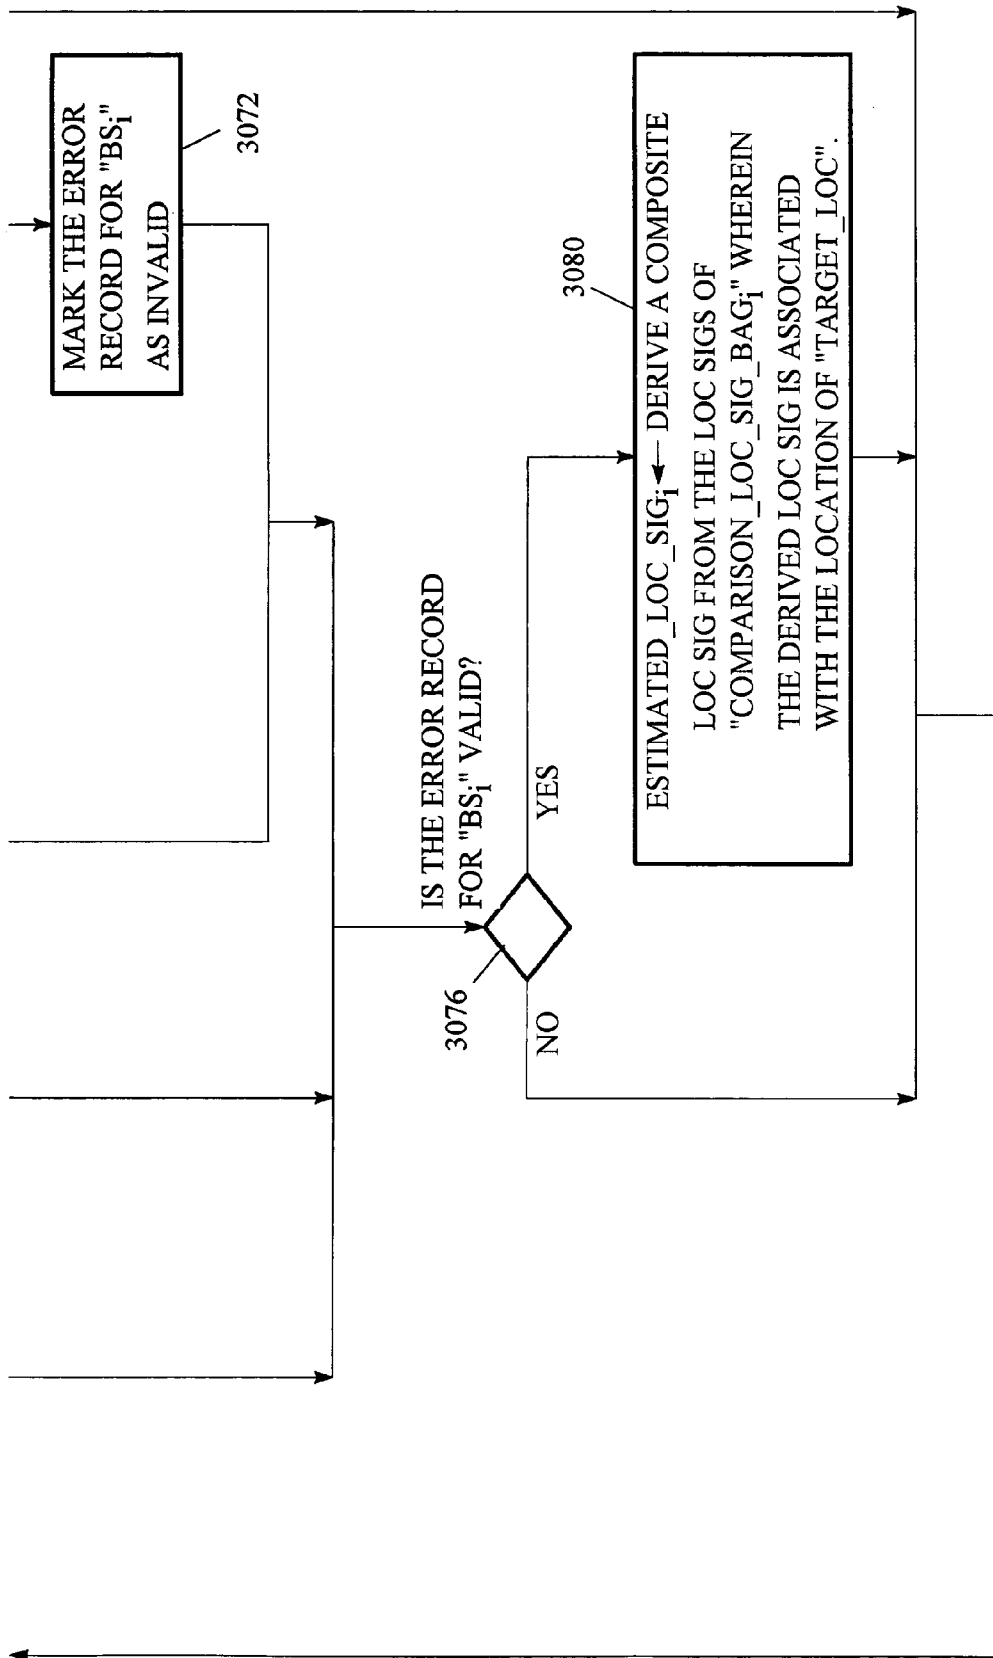 MARK THE ERROR
RECORD FOR "BSi"
AS INVALID
3072
IS THE ERROR RECORD
FOR "BSi" VALID?
3076
YES
NO
3080
ESTIMATED_LOC_SIGi ← DERIVE A COMPOSITE
LOC SIG FROM THE LOC SIGS OF
"COMPARISON_LOC_SIG_BAGi" WHEREIN
THE DERIVED LOC SIG IS ASSOCIATED
WITH THE LOCATION OF "TARGET_LOC".